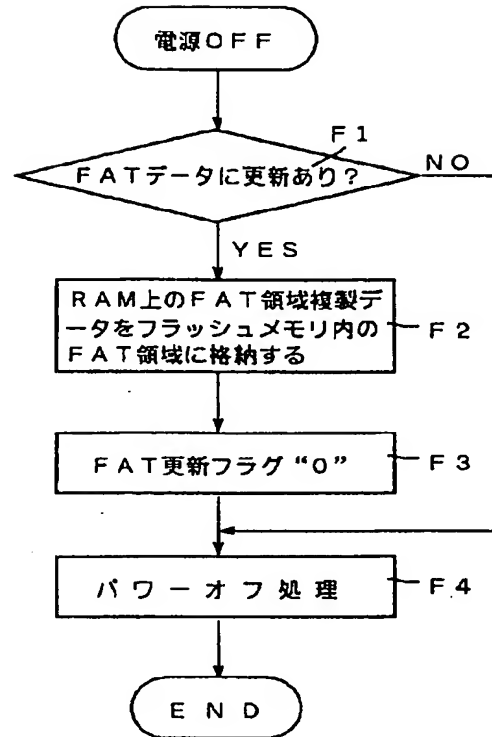 電源OFF
F1
FATデータに更新あり?
NO
YES
RAM上のFAT領域複製デ
ータをフラッシュメモリ内の
FAT領域に格納する
F2
FAT更新フラグ“0”
F3
パワーオフ処理
F4
END